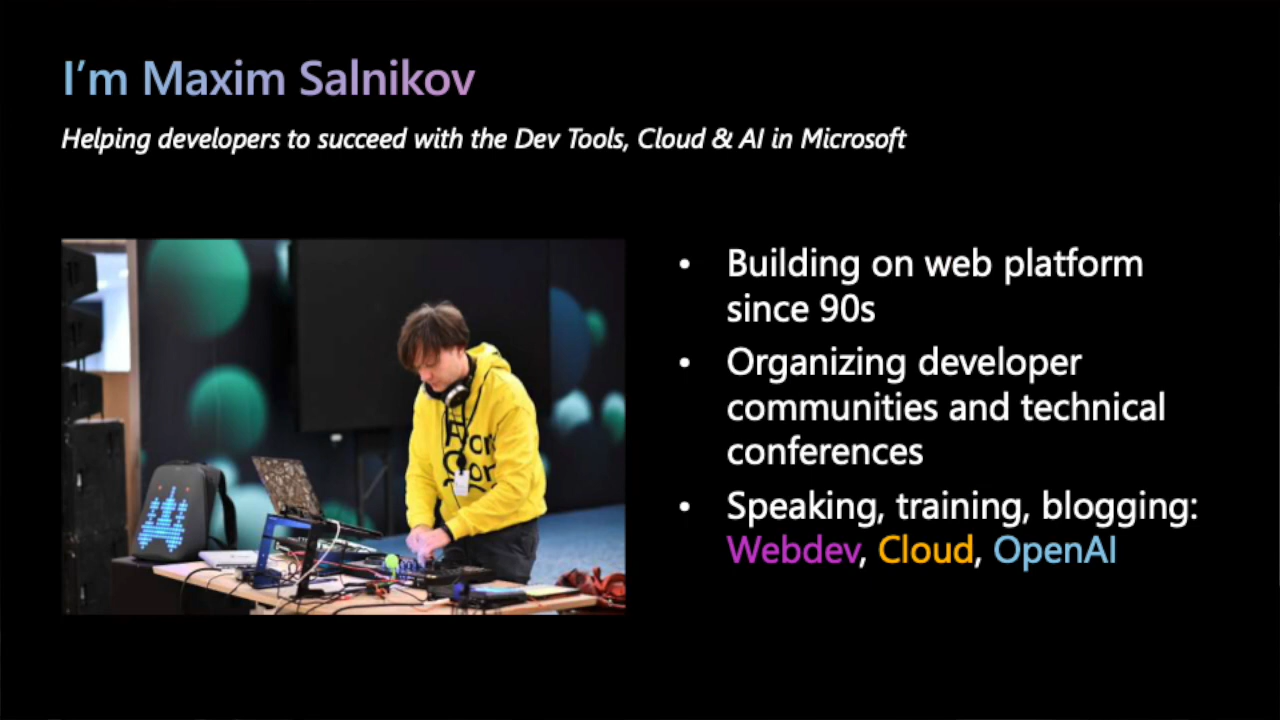 I’m Maxim Salnikov
Helping developers to succeed with the Dev Tools, Cloud & AI in Microsoft
• Building on web platform
since 90s
• Organizing developer
communities and technical
conferences
• Speaking, training, blogging:
Webdev, Cloud, OpenAI